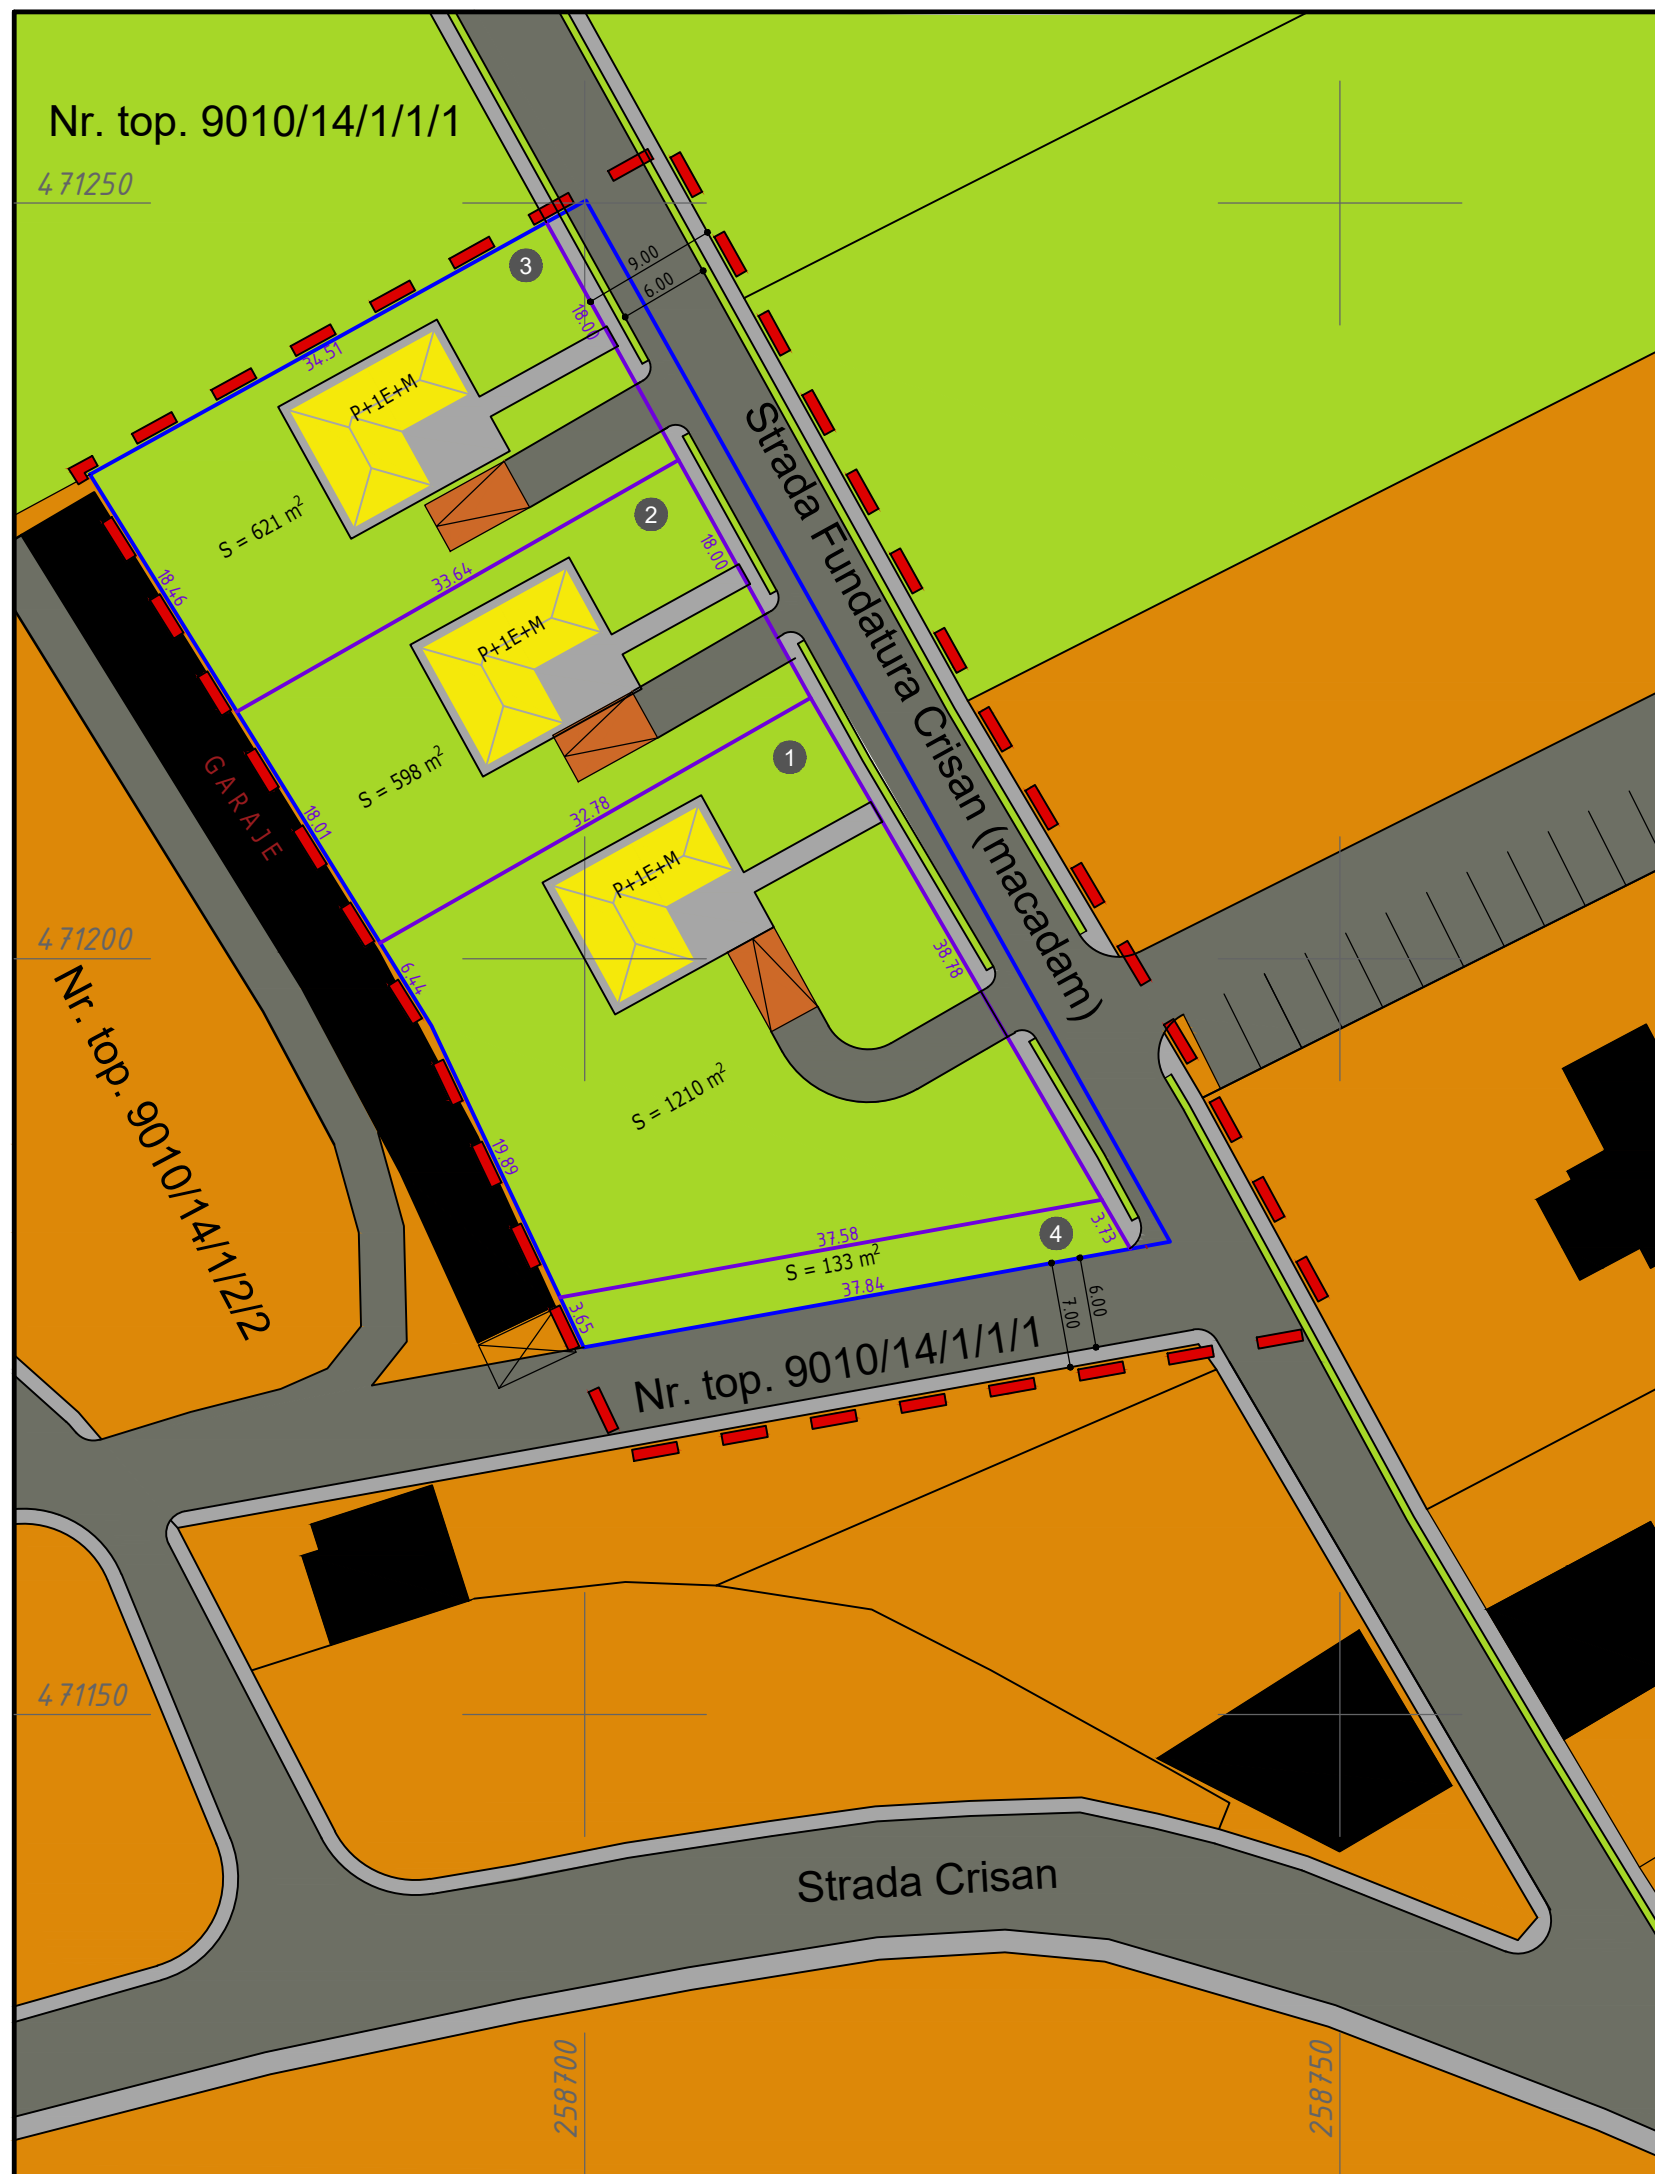 Nr. top. 9010/14/1/1/1
471250
3
9.00
6.00
18.00
34.51
P+1E+M
S = 621 m²
2
18.46
33.64
18.00
Strada Fundatura Crisan (macadam)
P+1E+M
S = 598 m²
1
GARAJE
18.01
32.78
P+1E+M
471200
38.78
6.44
Nr. top. 9010/14/1/2/2
S = 1210 m²
19.89
37.58
3.73
4
S = 133 m²
37.84
3.65
6.00
7.00
Nr. top. 9010/14/1/1/1
471150
Strada Crisan
258700
258750